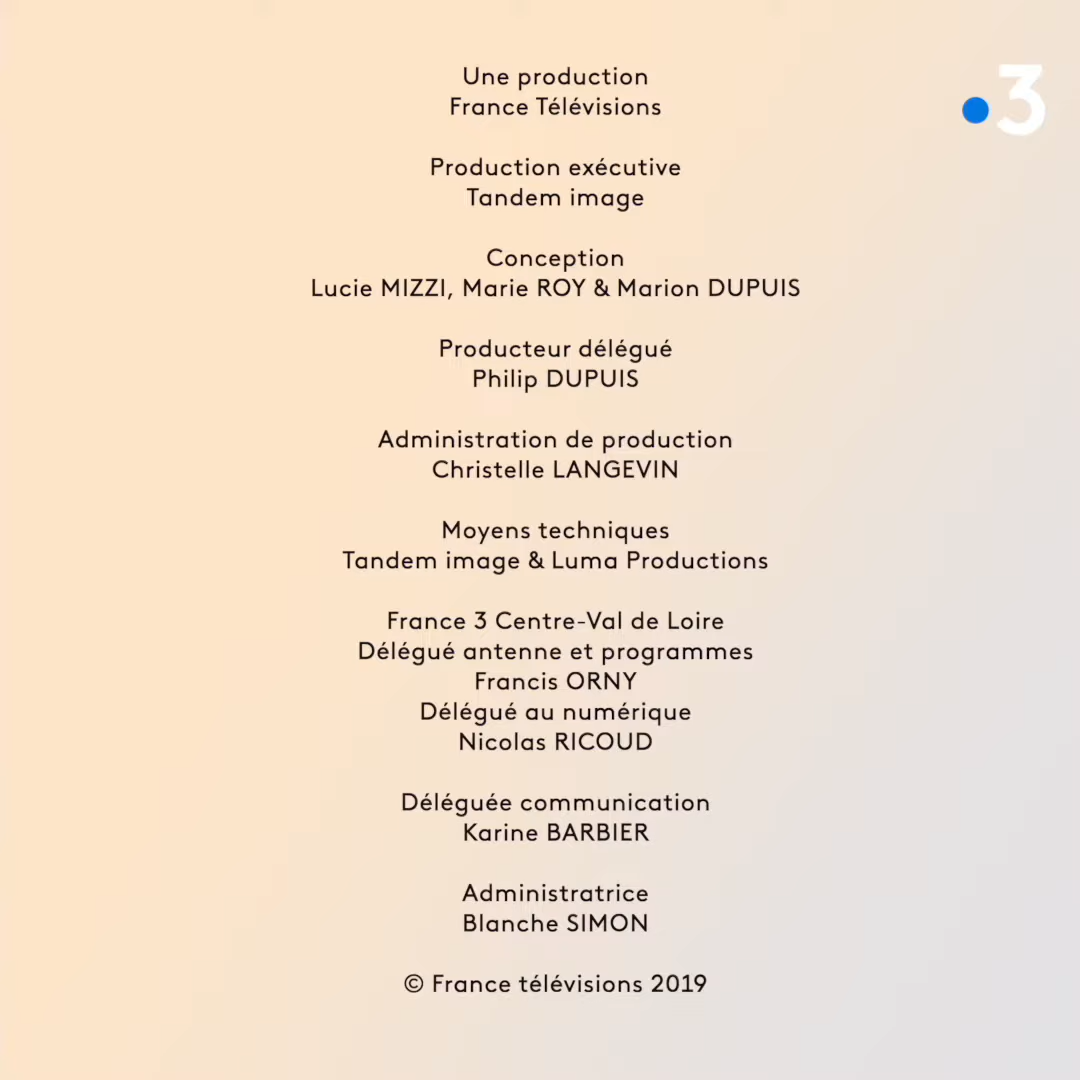 Une production
France Télévisions
Production exécutive
Tandem image
Conception
Lucie MIZZI, Marie ROY & Marion DUPUIS
Producteur délégué
Philip DUPUIS
Administration de production
Christelle LANGEVIN
Moyens techniques
Tandem image & Luma Productions
France 3 Centre-Val de Loire
Délégué antenne et programmes
Francis ORNY
Délégué au numérique
Nicolas RICOUD
Déléguée communication
Karine BARBIER
Administratrice
Blanche SIMON
© France télévisions 2019
3